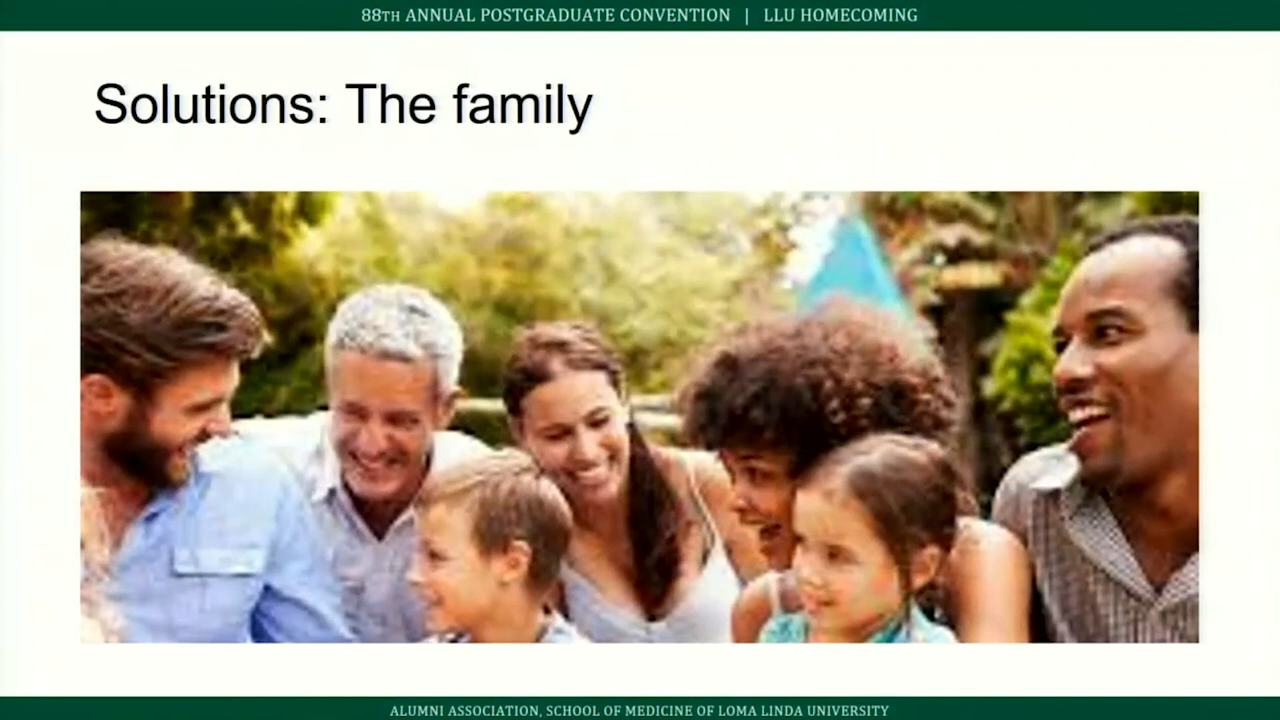 88TH ANNUAL POSTGRADUATE CONVENTION | LLU HOMECOMING
Solutions: The family
ALUMNI ASSOCIATION, SCHOOL OF MEDICINE OF LOMA LINDA UNIVERSITY